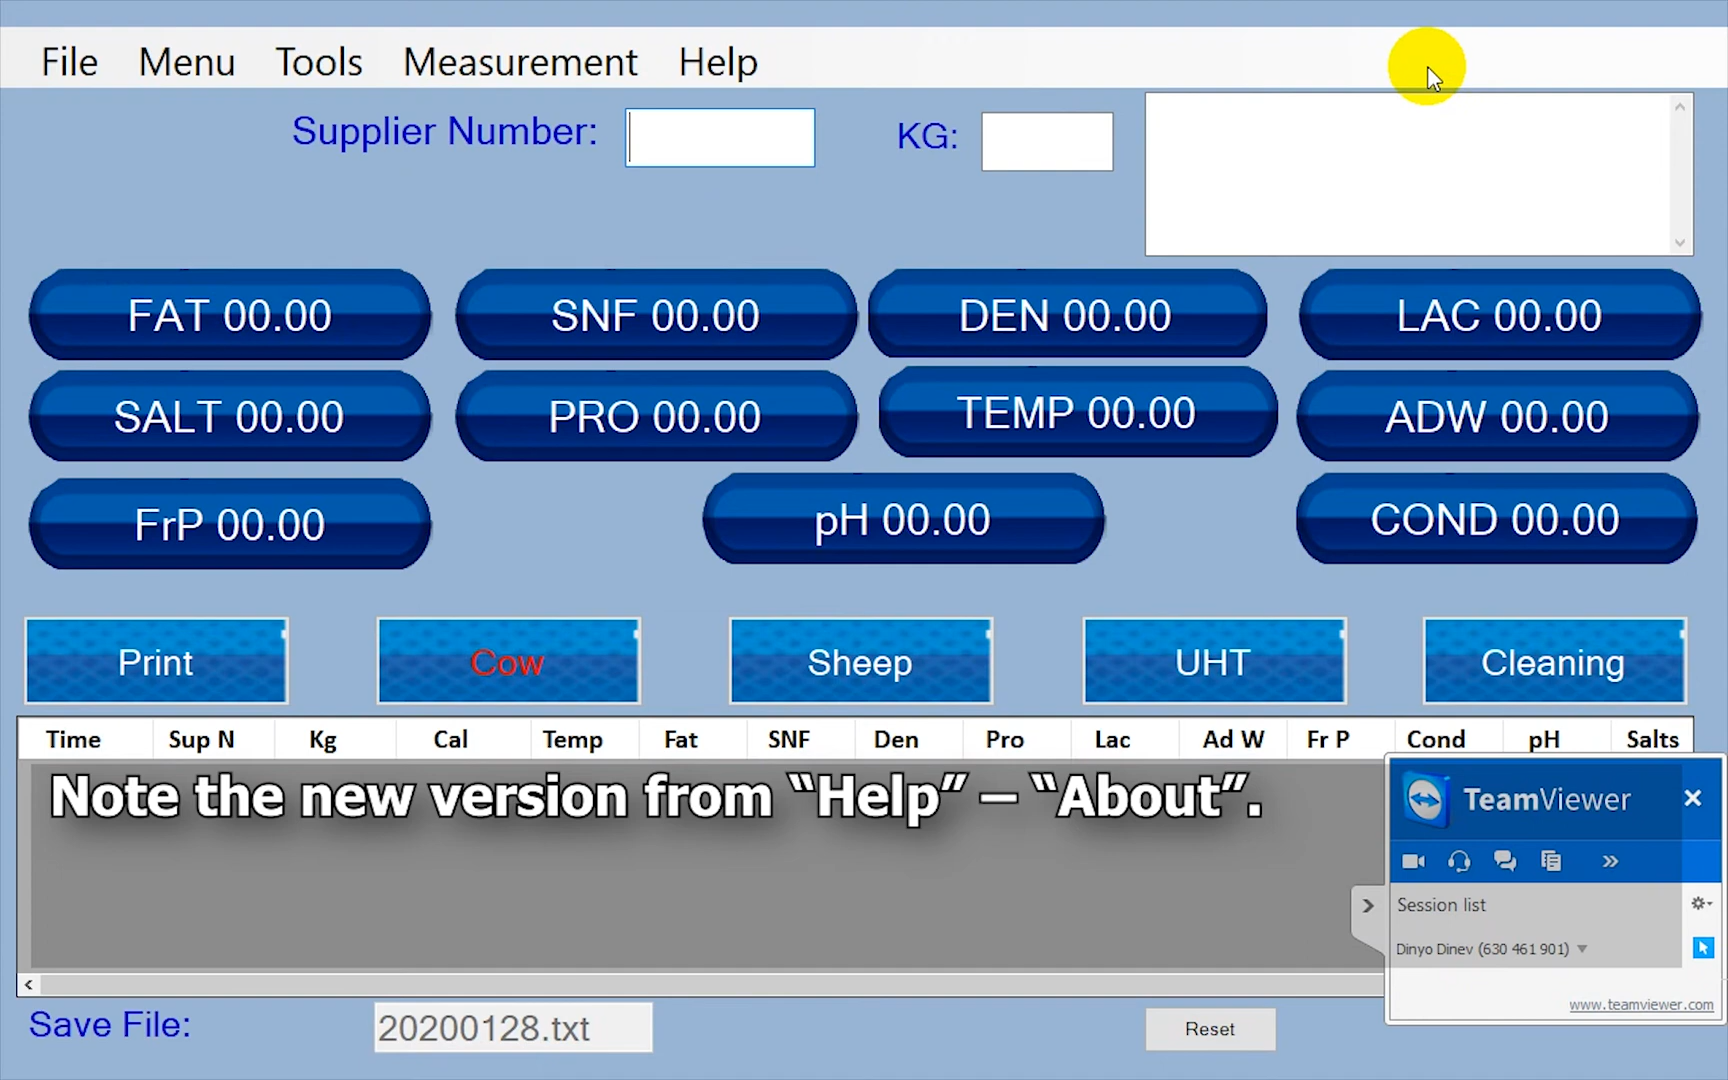 File Menu Tools Measurement Help
Supplier Number: KG:
FAT 00.00 SNF 00.00 DEN 00.00 LAC 00.00
SALT 00.00 PRO 00.00 TEMP 00.00 ADW 00.00
FrP 00.00 pH 00.00 COND 00.00
Print Cow Sheep UHT Cleaning
Time Sup N Kg Cal Temp Fat SNF Den Pro Lac Ad W Fr P Cond pH Salts
Note the new version from “Help” – “About”.
TeamViewer
Session list
Dinyo Dinev (630 461 901)
www.teamviewer.com
Save File: 20200128.txt Reset